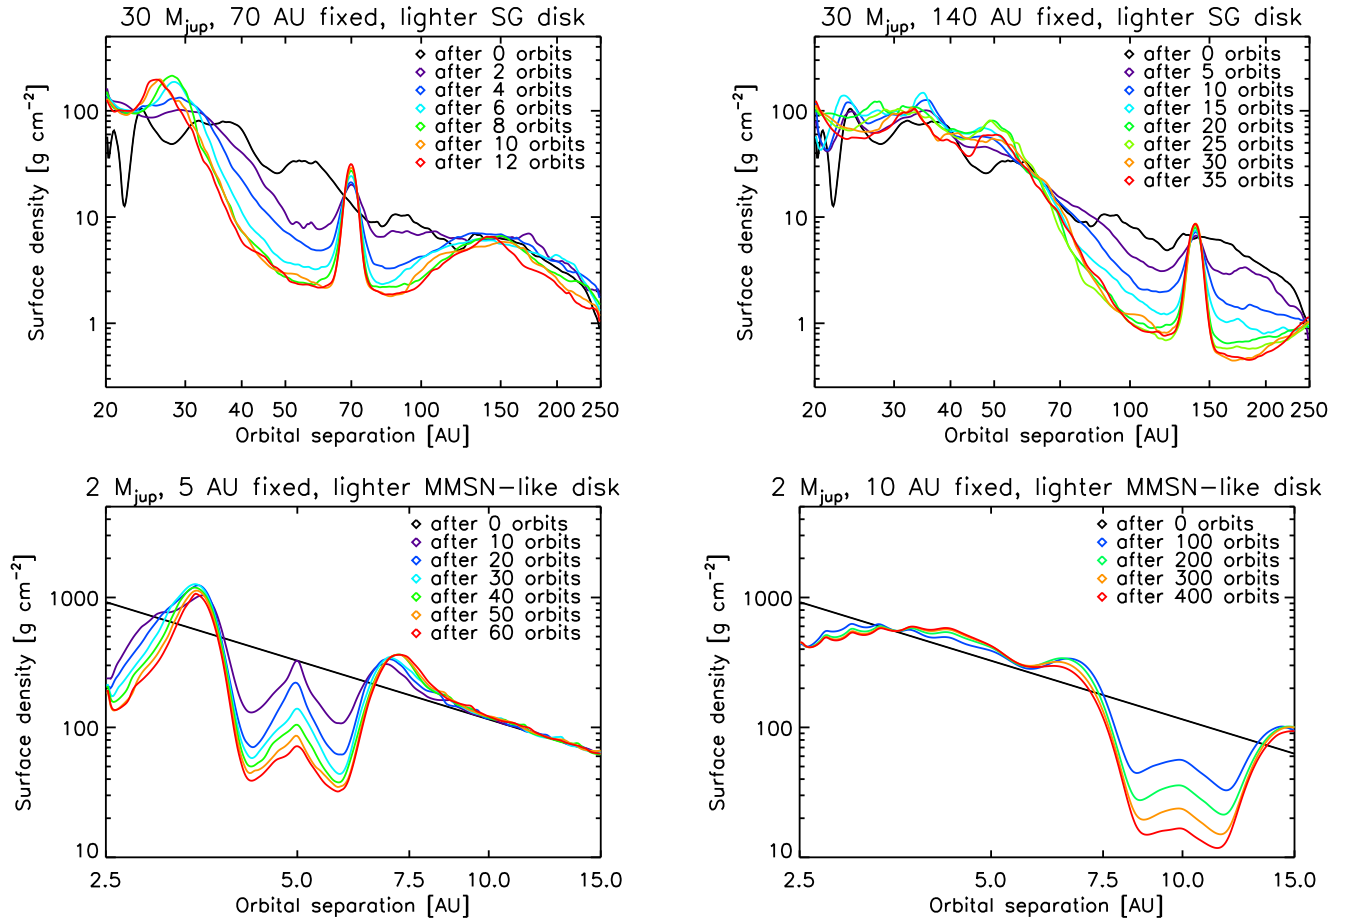 30 Mjup, 70 AU fixed, lighter SG disk
after 0 orbits
after 2 orbits
after 4 orbits
after 6 orbits
after 8 orbits
after 10 orbits
after 12 orbits
Surface density [g cm−2]
100
10
1
20 30 40 50 70 100 150 200 250
Orbital separation [AU]
30 Mjup, 140 AU fixed, lighter SG disk
after 0 orbits
after 5 orbits
after 10 orbits
after 15 orbits
after 20 orbits
after 25 orbits
after 30 orbits
after 35 orbits
Surface density [g cm−2]
100
10
1
20 30 40 50 70 100 150 200 250
Orbital separation [AU]
2 Mjup, 5 AU fixed, lighter MMSN−like disk
after 0 orbits
after 10 orbits
after 20 orbits
after 30 orbits
after 40 orbits
after 50 orbits
after 60 orbits
Surface density [g cm−2]
1000
100
10
2.5 5.0 7.5 10.0 15.0
Orbital separation [AU]
2 Mjup, 10 AU fixed, lighter MMSN−like disk
after 0 orbits
after 100 orbits
after 200 orbits
after 300 orbits
after 400 orbits
Surface density [g cm−2]
1000
100
10
2.5 5.0 7.5 10.0 15.0
Orbital separation [AU]